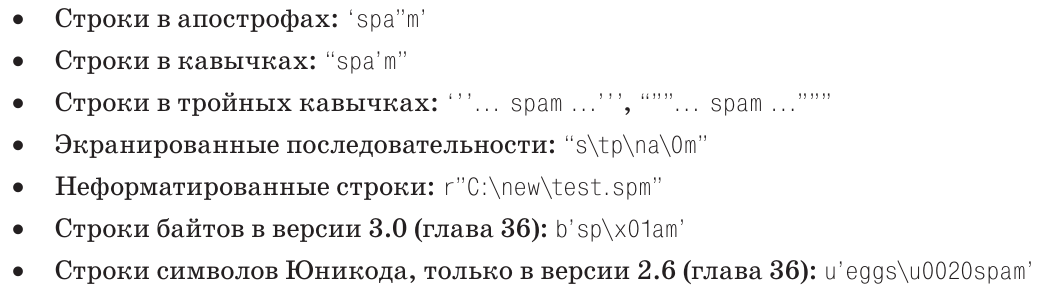 • Строки в апострофах: ‘spa”m’
• Строки в кавычках: “spa’m”
• Строки в тройных кавычках: ‘’’... spam ...’’’, “””... spam ...”””
• Экранированные последовательности: “s\tp\na\0m”
• Неформатированные строки: r”C:\new\test.spm”
• Строки байтов в версии 3.0 (глава 36): b’sp\x01am’
• Строки символов Юникода, только в версии 2.6 (глава 36): u’eggs\u0020spam’